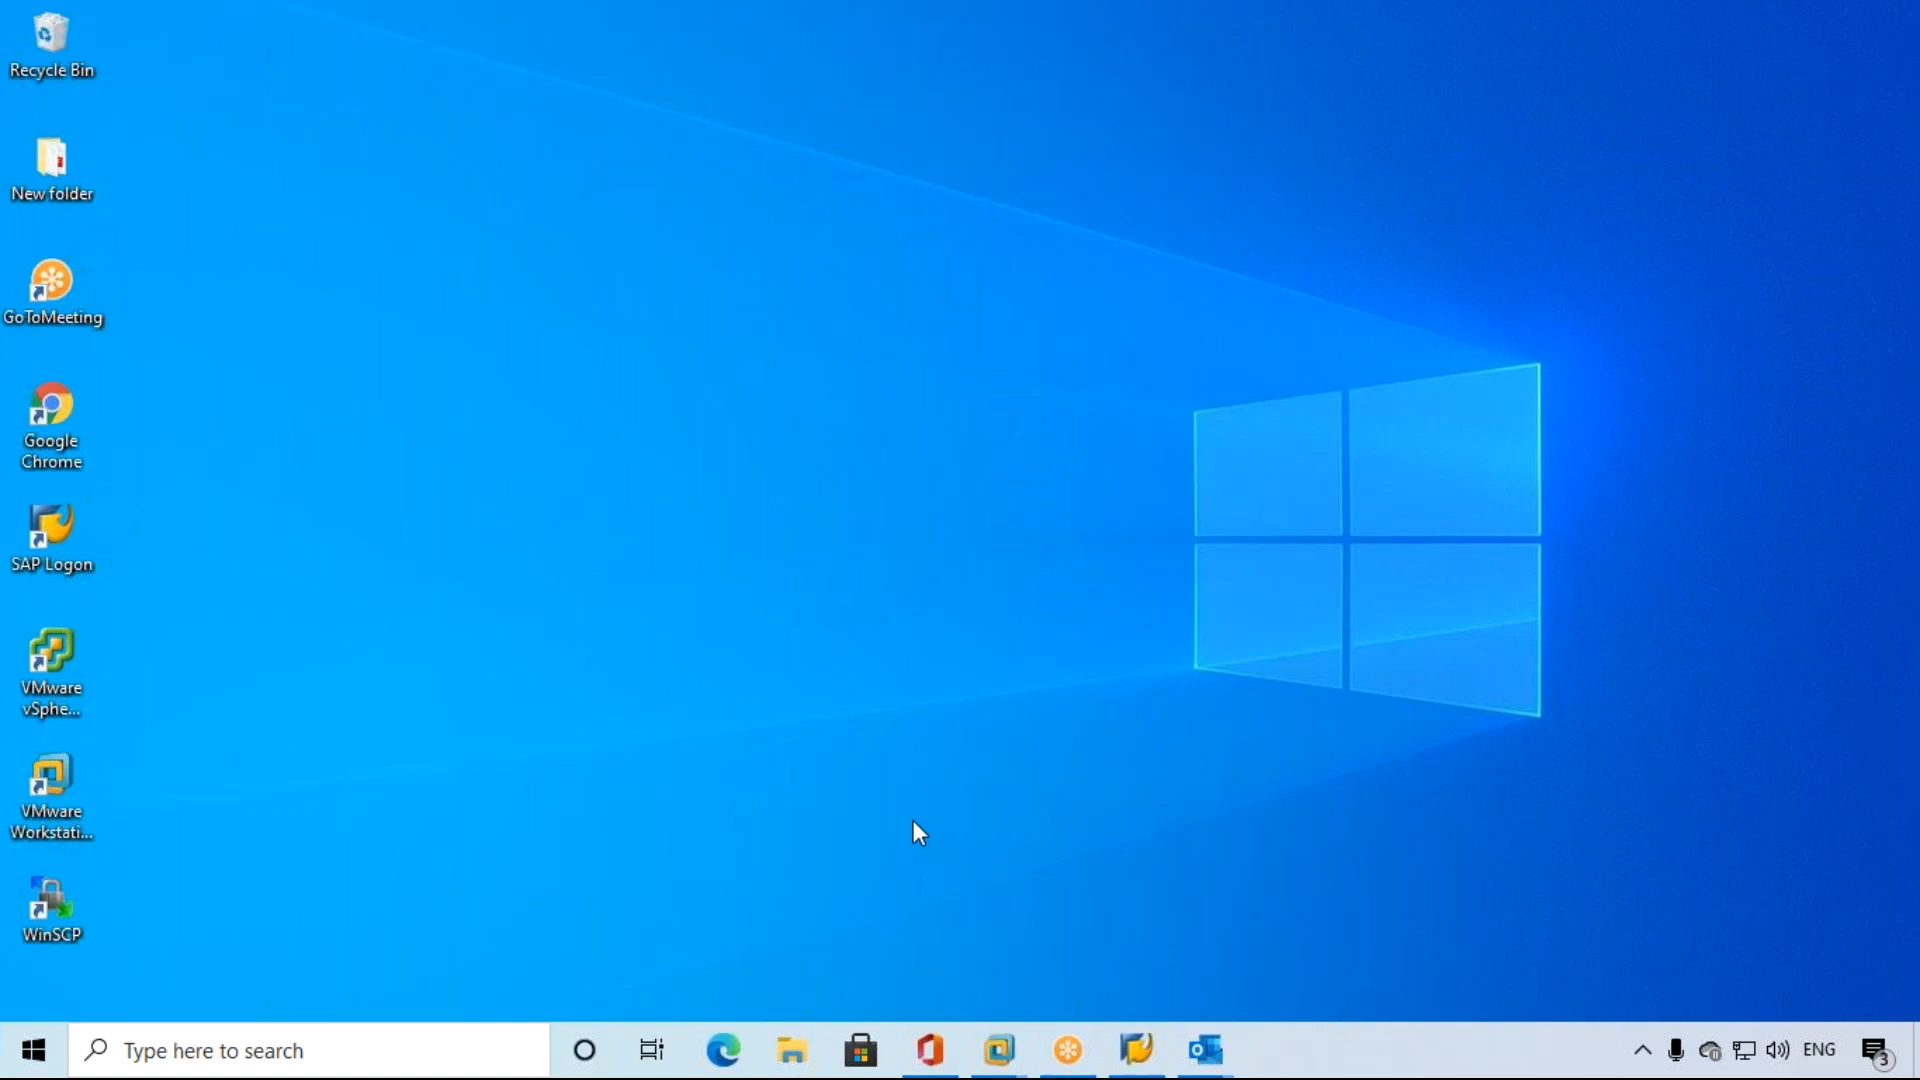 Recycle Bin
New folder
GoToMeeting
Google
Chrome
SAP Logon
VMware
vSphe...
VMware
Workstati...
WinSCP
Type here to search
ENG
3